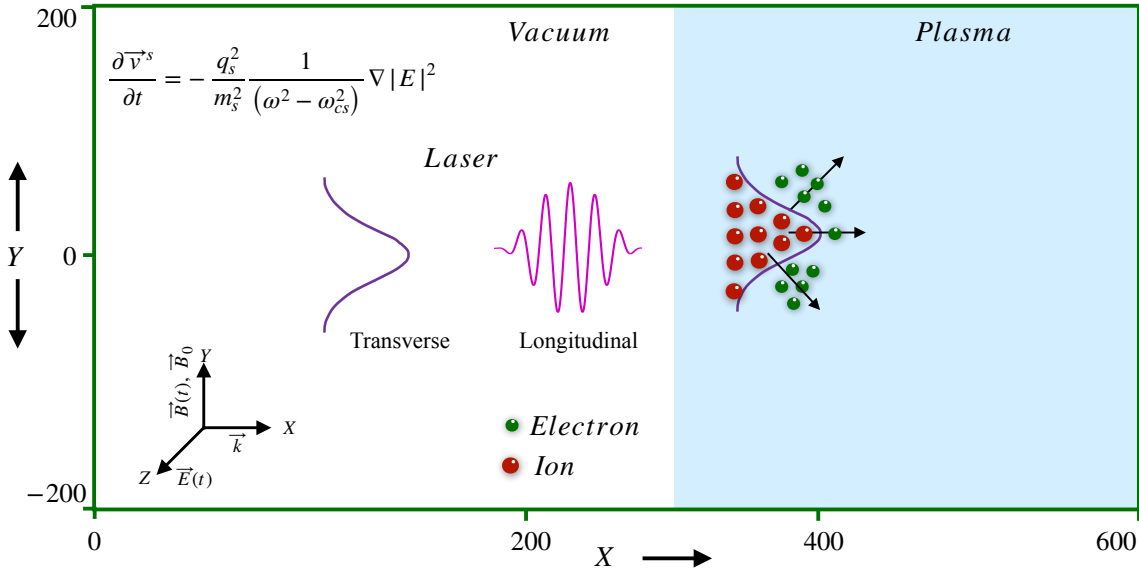 200
Vacuum
Plasma
∂v⃗ˢ/∂t = − q_s²/m_s² 1/(ω² − ω_cs²) ∇|E|²
Laser
Y
0
Transverse
Longitudinal
B⃗(t), B⃗₀
Y
X
k⃗
Z
E⃗(t)
Electron
Ion
−200
0
200
400
600
X